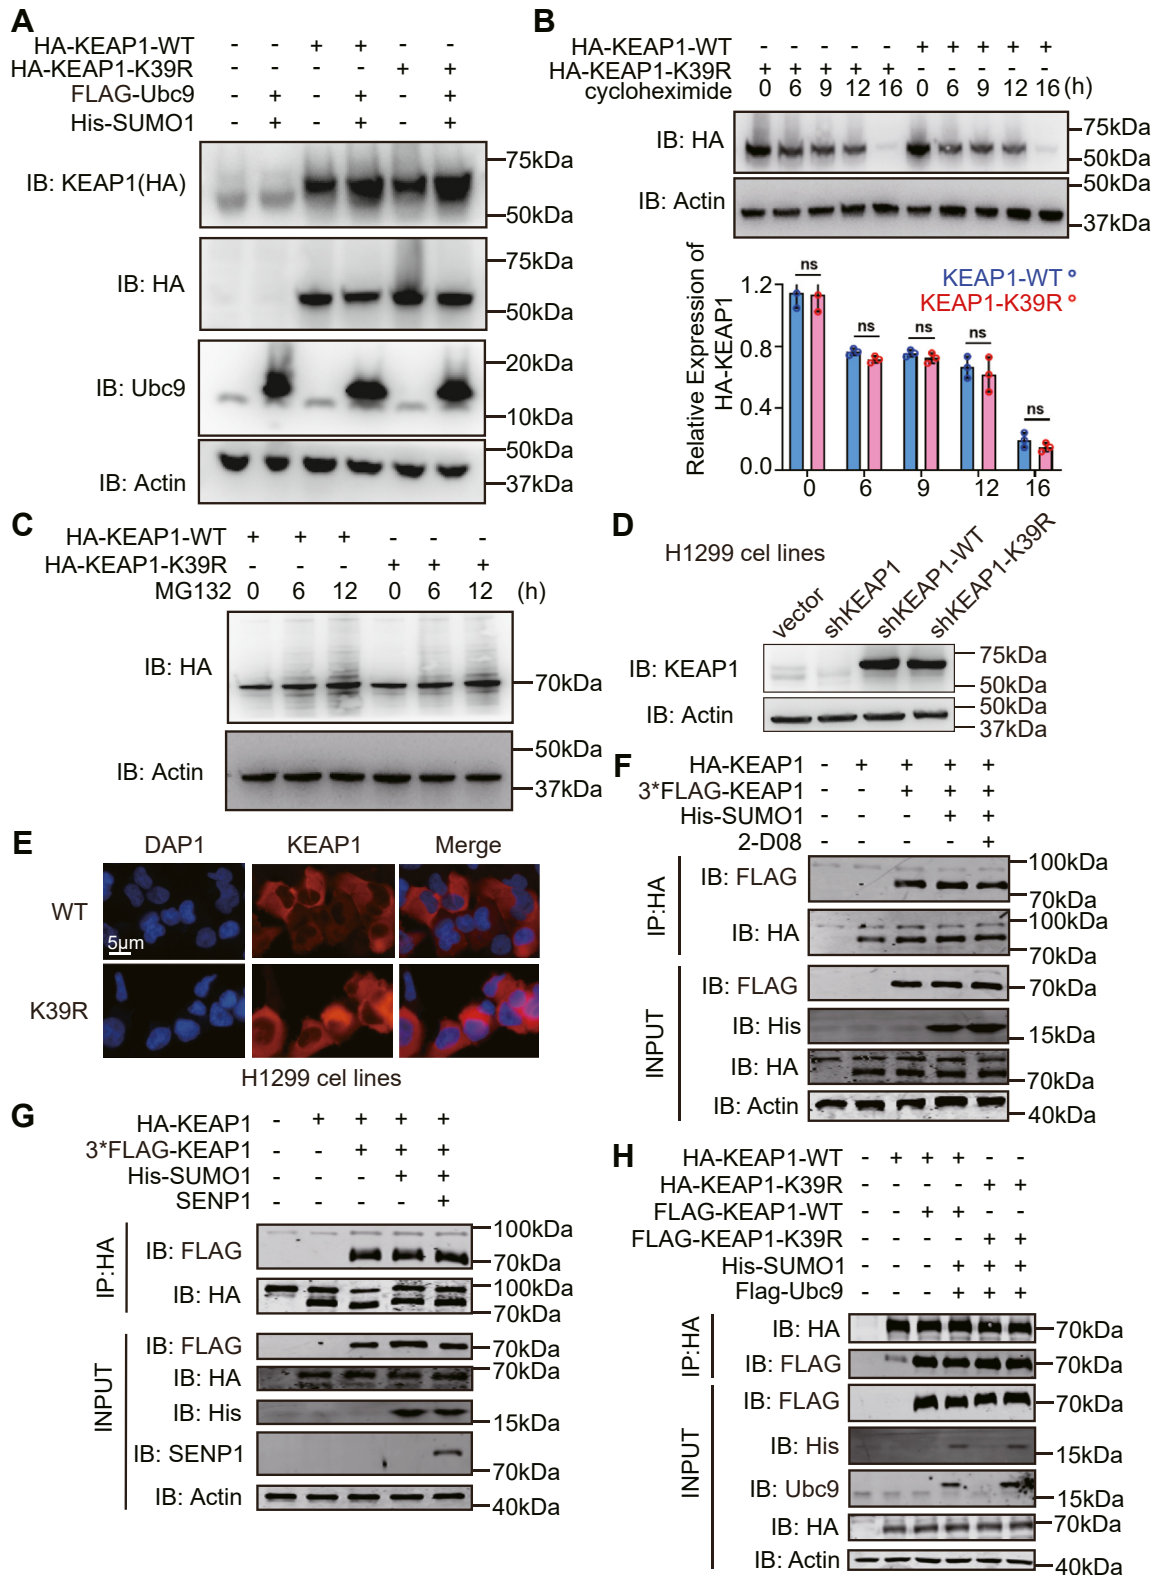 A
HA-KEAP1-WT - - + + - -
HA-KEAP1-K39R - - - - + +
FLAG-Ubc9 - + - + - +
His-SUMO1 - + - + - +
IB: KEAP1(HA)
75kDa
50kDa
IB: HA
75kDa
50kDa
IB: Ubc9
20kDa
10kDa
IB: Actin
50kDa
37kDa
B
HA-KEAP1-WT - - - - - + + + + +
HA-KEAP1-K39R + + + + + - - - - -
cycloheximide 0 6 9 12 16 0 6 9 12 16 (h)
IB: HA
75kDa
50kDa
IB: Actin
50kDa
37kDa
Relative Expression of
HA-KEAP1
KEAP1-WT
KEAP1-K39R
1.2
0.8
0.4
0.0
ns
ns
ns
ns
ns
0 6 9 12 16
C
HA-KEAP1-WT + + + - - -
HA-KEAP1-K39R - - - + + +
MG132 0 6 12 0 6 12 (h)
IB: HA
70kDa
IB: Actin
50kDa
37kDa
D
H1299 cel lines
vector
shKEAP1
shKEAP1-WT
shKEAP1-K39R
IB: KEAP1
75kDa
50kDa
IB: Actin
50kDa
37kDa
E
DAP1 KEAP1 Merge
WT
5μm
K39R
H1299 cel lines
F
HA-KEAP1 - + + + +
3*FLAG-KEAP1 - - + + +
His-SUMO1 - - - + +
2-D08 - - - - +
IP:HA
IB: FLAG
100kDa
70kDa
IB: HA
100kDa
70kDa
INPUT
IB: FLAG
70kDa
IB: His
15kDa
IB: HA
70kDa
IB: Actin
40kDa
G
HA-KEAP1 - + + + +
3*FLAG-KEAP1 - - + + +
His-SUMO1 - - - + +
SENP1 - - - - +
IP:HA
IB: FLAG
100kDa
70kDa
IB: HA
100kDa
70kDa
INPUT
IB: FLAG
70kDa
IB: HA
70kDa
IB: His
15kDa
IB: SENP1
70kDa
IB: Actin
40kDa
H
HA-KEAP1-WT - + + + - -
HA-KEAP1-K39R - - - - + +
FLAG-KEAP1-WT - - + + - -
FLAG-KEAP1-K39R - - - - + +
His-SUMO1 - - - + + +
Flag-Ubc9 - - - + + +
IP:HA
IB: HA
70kDa
IB: FLAG
70kDa
INPUT
IB: FLAG
70kDa
IB: His
15kDa
IB: Ubc9
15kDa
IB: HA
70kDa
IB: Actin
40kDa